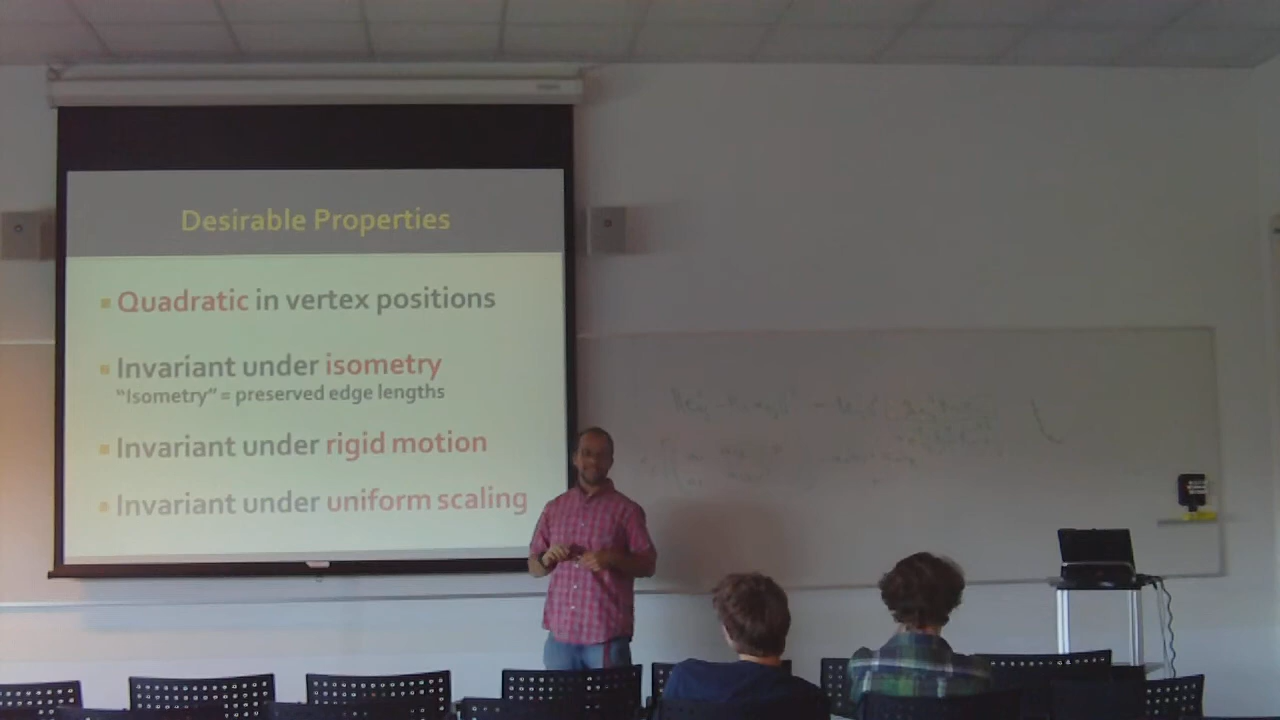 Desirable Properties
Quadratic in vertex positions
Invariant under isometry
“Isometry” = preserved edge lengths
Invariant under rigid motion
Invariant under uniform scaling